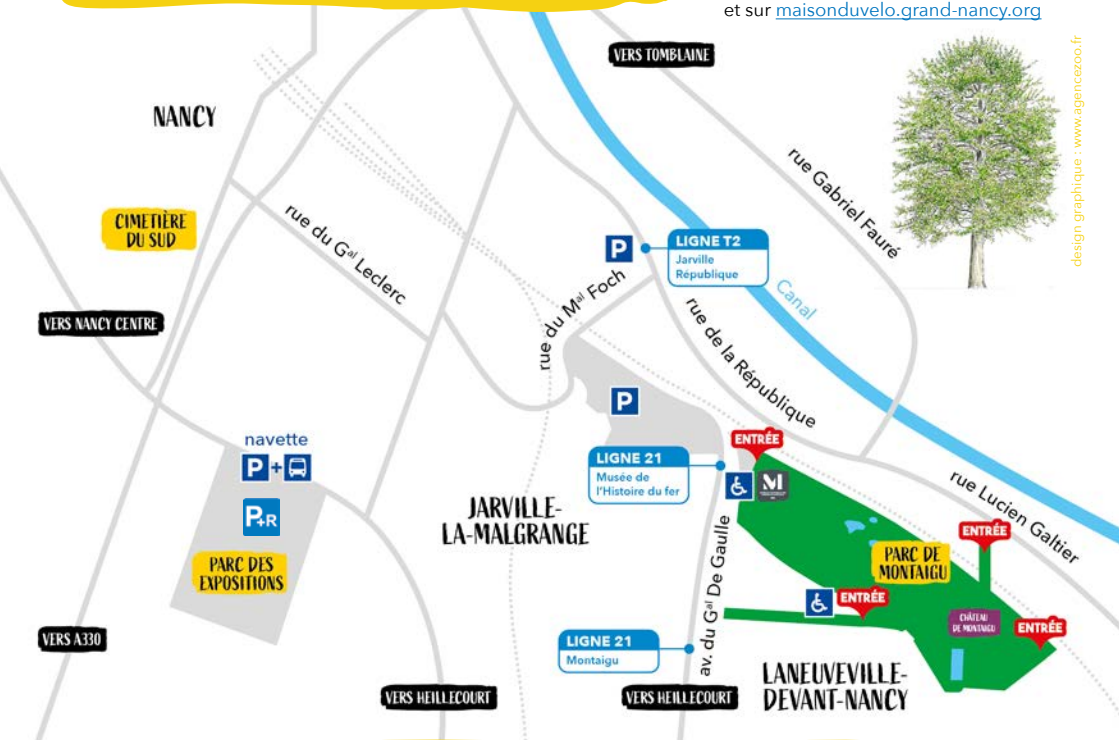 et sur maisonduvelo.grand-nancy.org
VERS TOMBLAINE
design graphique : www.agencezoo.fr
NANCY
rue Gabriel Fauré
CIMETIÈRE
DU SUD
rue du Gal Leclerc
P
LIGNE T2
Jarville
République
rue du Mal Foch
Canal
VERS NANCY CENTRE
rue de la République
P
navette
P+
P+R
ENTRÉE
LIGNE 21
Musée de
l'Histoire du fer
M
JARVILLE-
LA-MALGRANGE
rue Lucien Galtier
ENTRÉE
PARC DES
EXPOSITIONS
av. du Gal De Gaulle
PARC DE
MONTAIGU
ENTRÉE
CHÂTEAU
DE MONTAIGU
ENTRÉE
VERS A330
LIGNE 21
Montaigu
LANEUVEVILLE-
DEVANT-NANCY
VERS HEILLECOURT
VERS HEILLECOURT